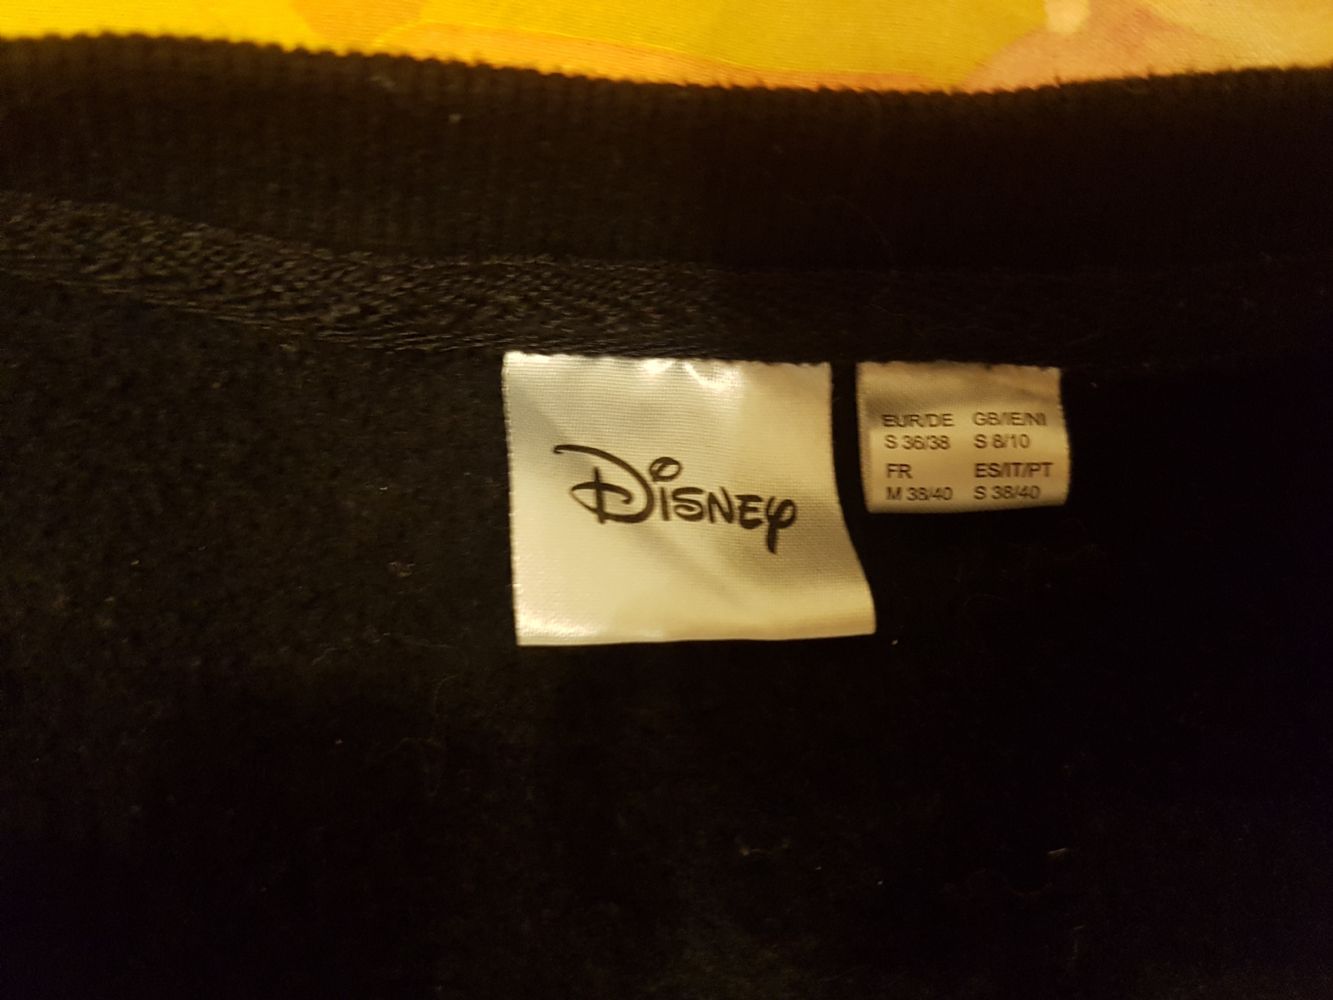 Disney
EUR/DE GB/IE/NI
S 36/38 S 8/10
FR ES/IT/PT
M 38/40 S 38/40